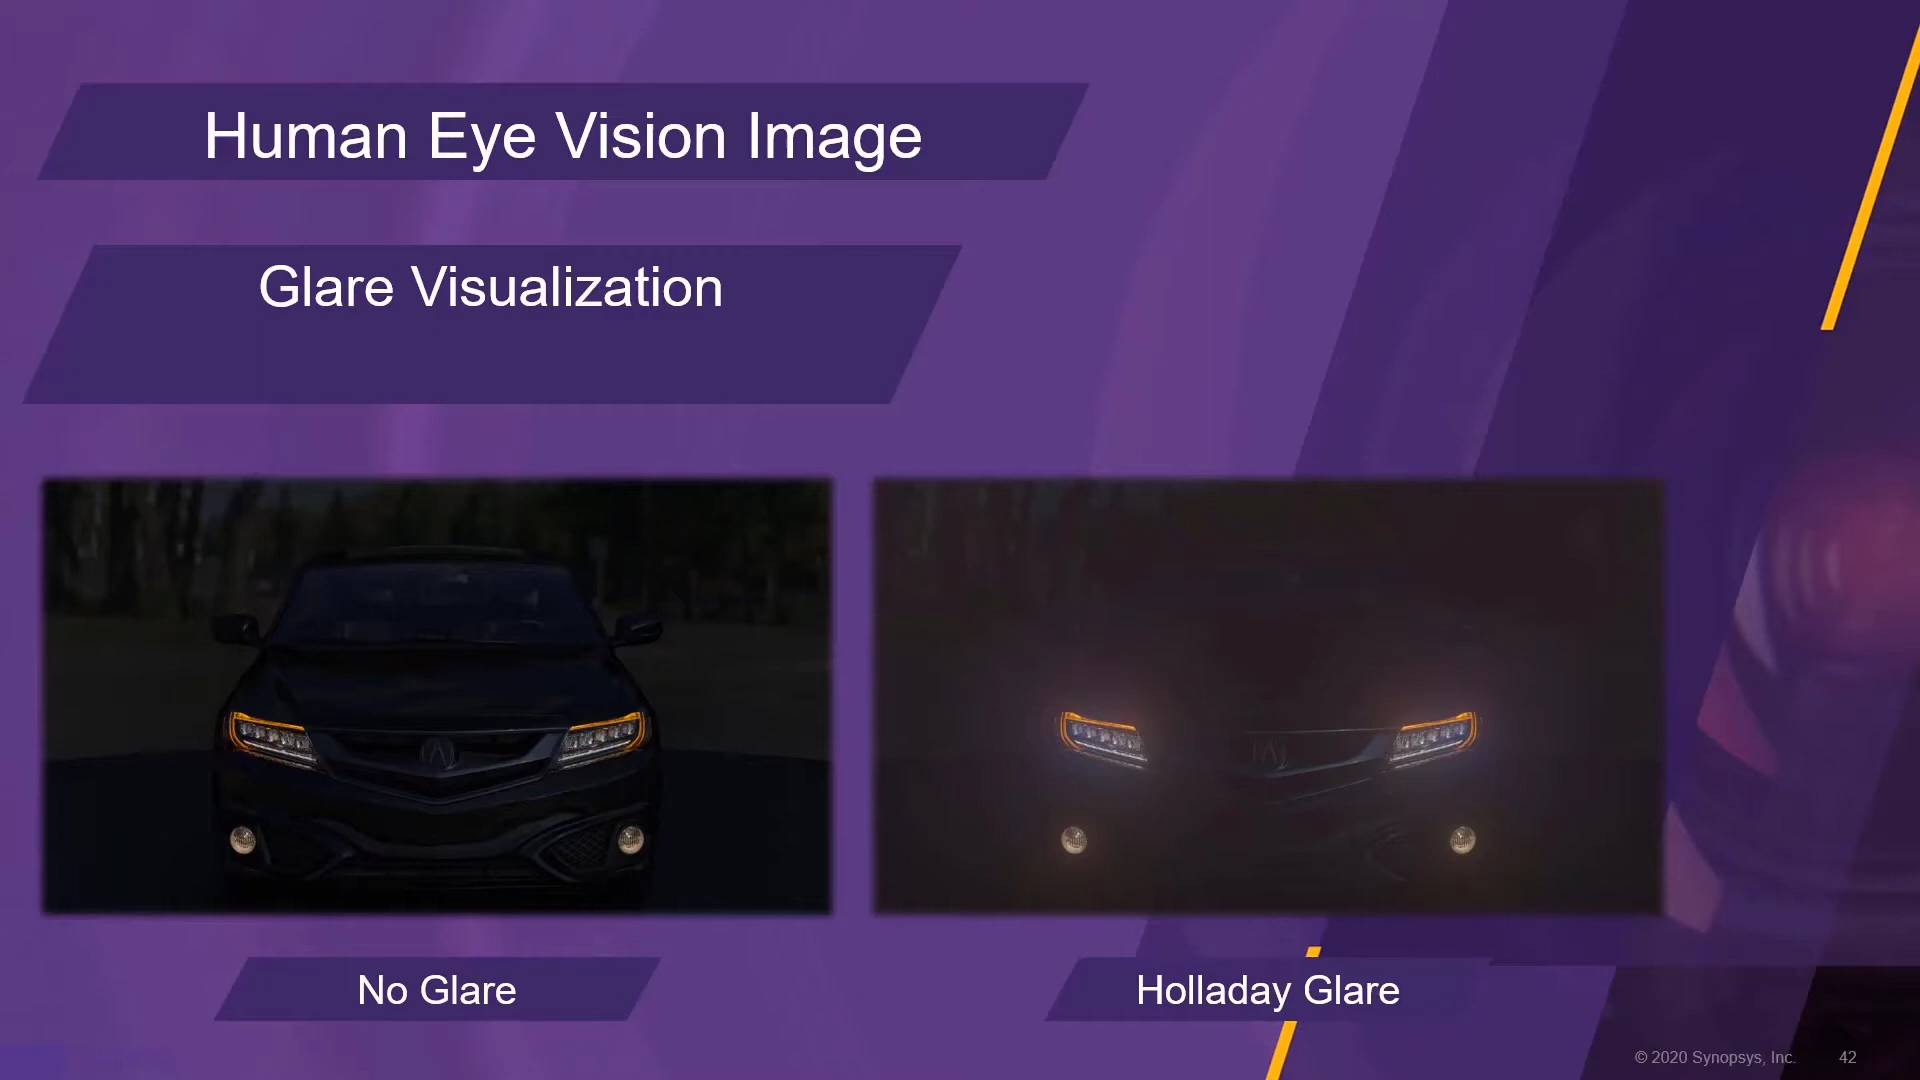 Human Eye Vision Image
Glare Visualization
No Glare
Holladay Glare
© 2020 Synopsys, Inc.
42